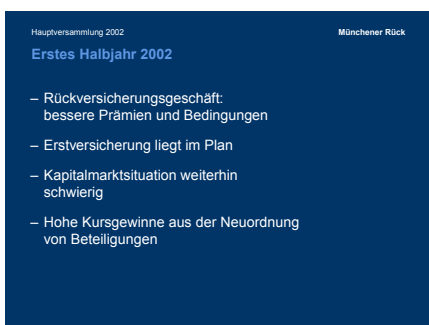 Hauptversammlung 2002
Münchener Rück
Erstes Halbjahr 2002
– Rückversicherungsgeschäft:
bessere Prämien und Bedingungen
– Erstversicherung liegt im Plan
– Kapitalmarktsituation weiterhin
schwierig
– Hohe Kursgewinne aus der Neuordnung
von Beteiligungen